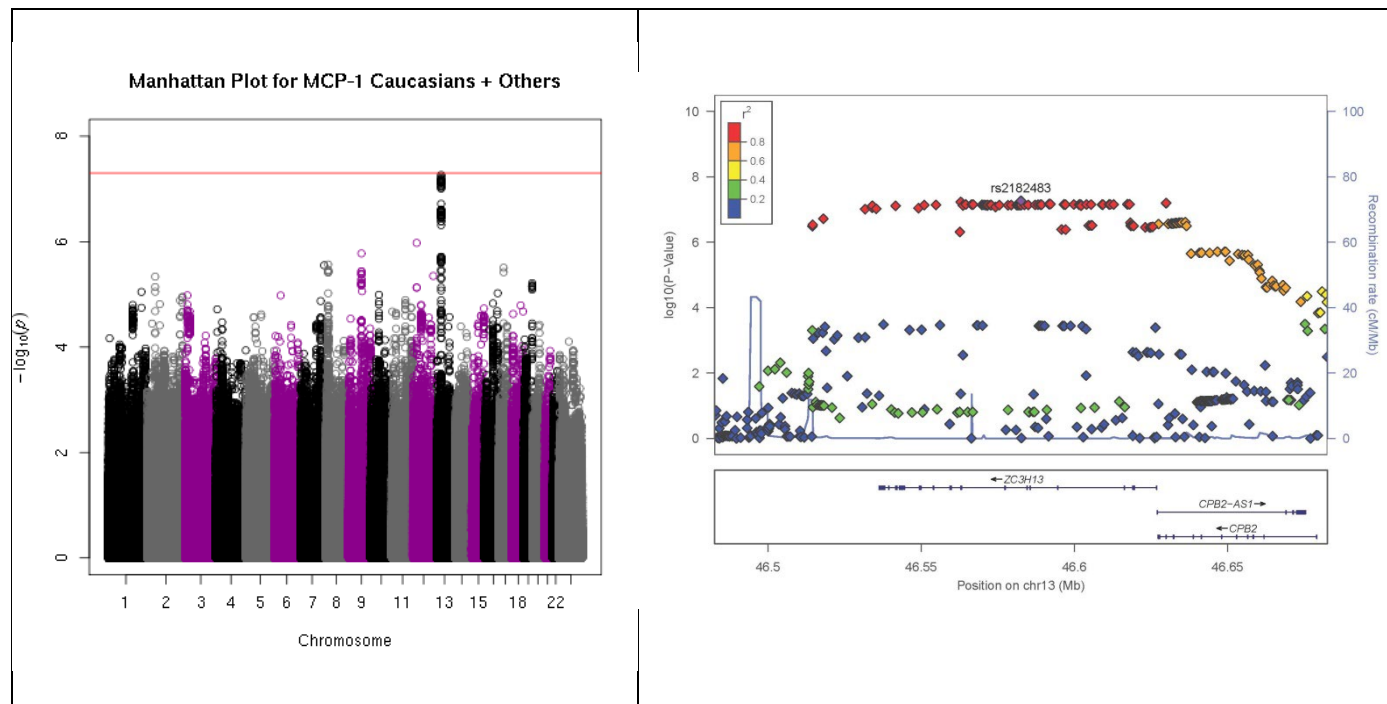 Manhattan Plot for MCP-1 Caucasians + Others
8
6
4
2
0
−log10(p)
1 2 3 4 5 6 7 8 9 11 13 15 18 22
Chromosome
r2
0.8
0.6
0.4
0.2
rs2182483
10
8
6
4
2
0
log10(P−Value)
100
80
60
40
20
0
Recombination rate (cM/Mb)
←ZC3H13
CPB2−AS1→
←CPB2
46.5 46.55 46.6 46.65
Position on chr13 (Mb)